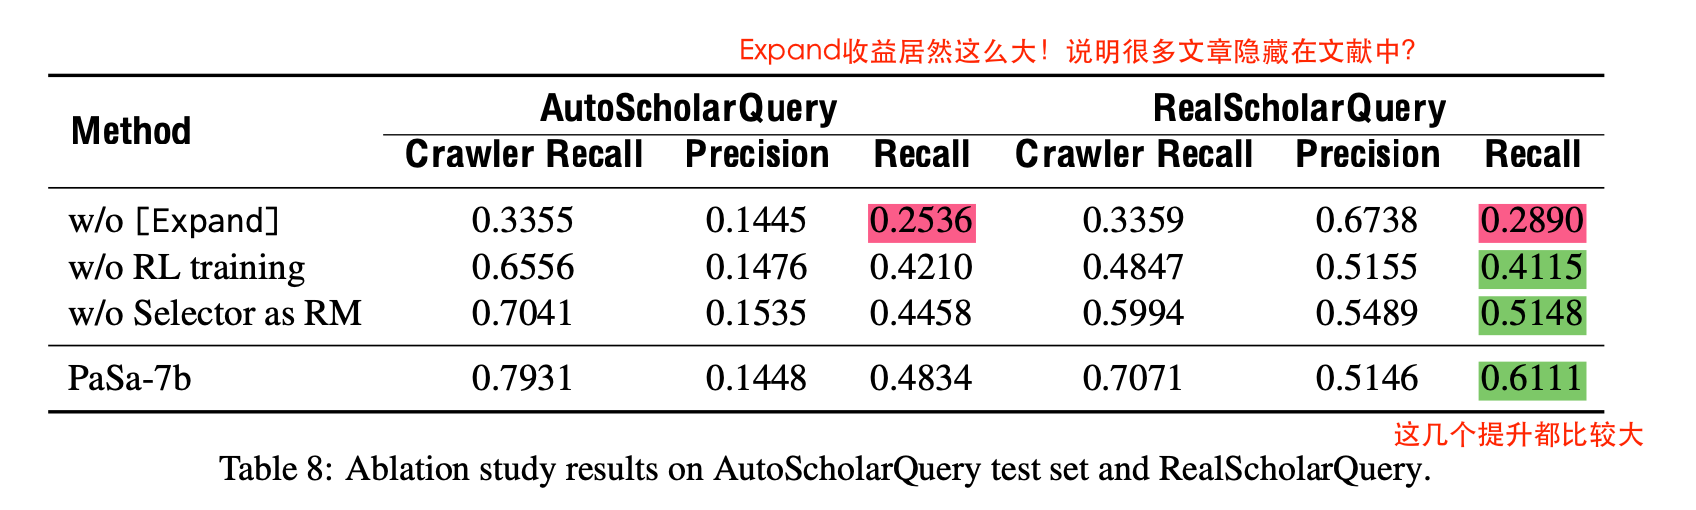 Expand收益居然这么大！说明很多文章隐藏在文献中？
Method AutoScholarQuery RealScholarQuery
Crawler Recall Precision Recall Crawler Recall Precision Recall
w/o [Expand] 0.3355 0.1445 0.2536 0.3359 0.6738 0.2890
w/o RL training 0.6556 0.1476 0.4210 0.4847 0.5155 0.4115
w/o Selector as RM 0.7041 0.1535 0.4458 0.5994 0.5489 0.5148
PaSa-7b 0.7931 0.1448 0.4834 0.7071 0.5146 0.6111
这几个提升都比较大
Table 8: Ablation study results on AutoScholarQuery test set and RealScholarQuery.